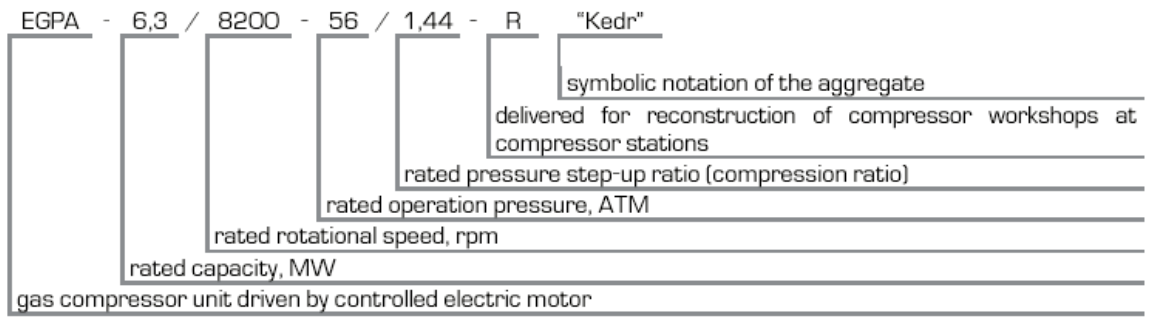 EGPA - 6,3 / 8200 - 56 / 1,44 - R "Kedr"
symbolic notation of the aggregate
delivered for reconstruction of compressor workshops at
compressor stations
rated pressure step-up ratio (compression ratio)
rated operation pressure, ATM
rated rotational speed, rpm
rated capacity, MW
gas compressor unit driven by controlled electric motor